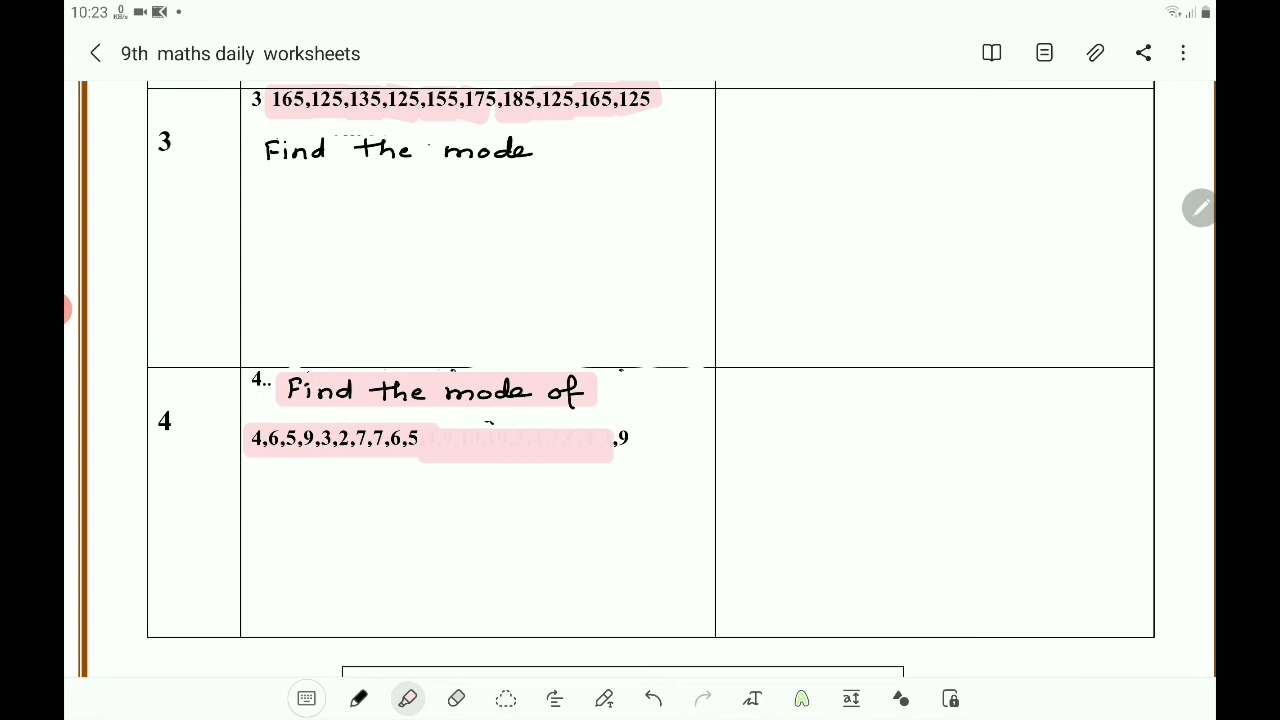 10:23 0 KB/s
9th maths daily worksheets
3 165,125,135,125,155,175,185,125,165,125
3
Find the mode
4.. Find the mode of
4
4,6,5,9,3,2,7,7,6,5 ,9